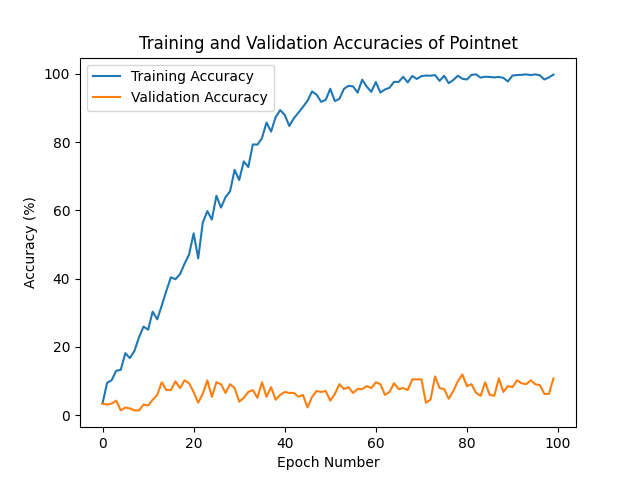 Training and Validation Accuracies of Pointnet
Training Accuracy
Validation Accuracy
Accuracy (%)
100
80
60
40
20
0
0 20 40 60 80 100
Epoch Number